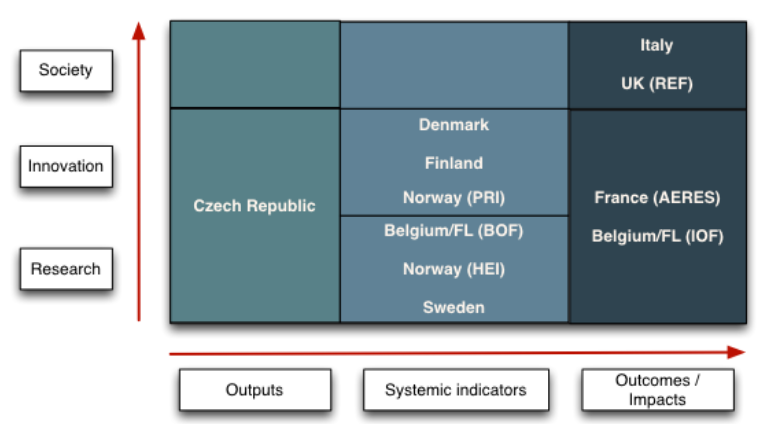 Society
Innovation
Research
Czech Republic
Denmark
Finland
Norway (PRI)
Belgium/FL (BOF)
Norway (HEI)
Sweden
Italy
UK (REF)
France (AERES)
Belgium/FL (IOF)
Outputs
Systemic indicators
Outcomes /
Impacts